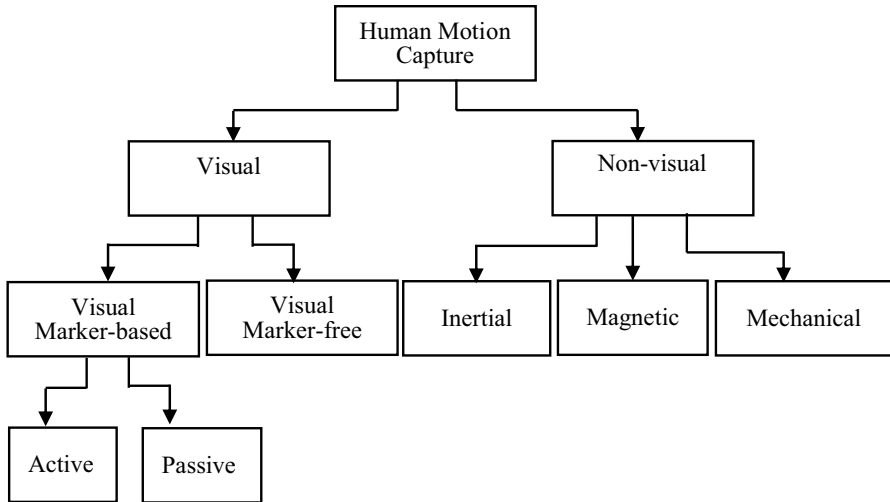 Human Motion
Capture
Visual
Non-visual
Visual
Marker-based
Visual
Marker-free
Inertial
Magnetic
Mechanical
Active
Passive